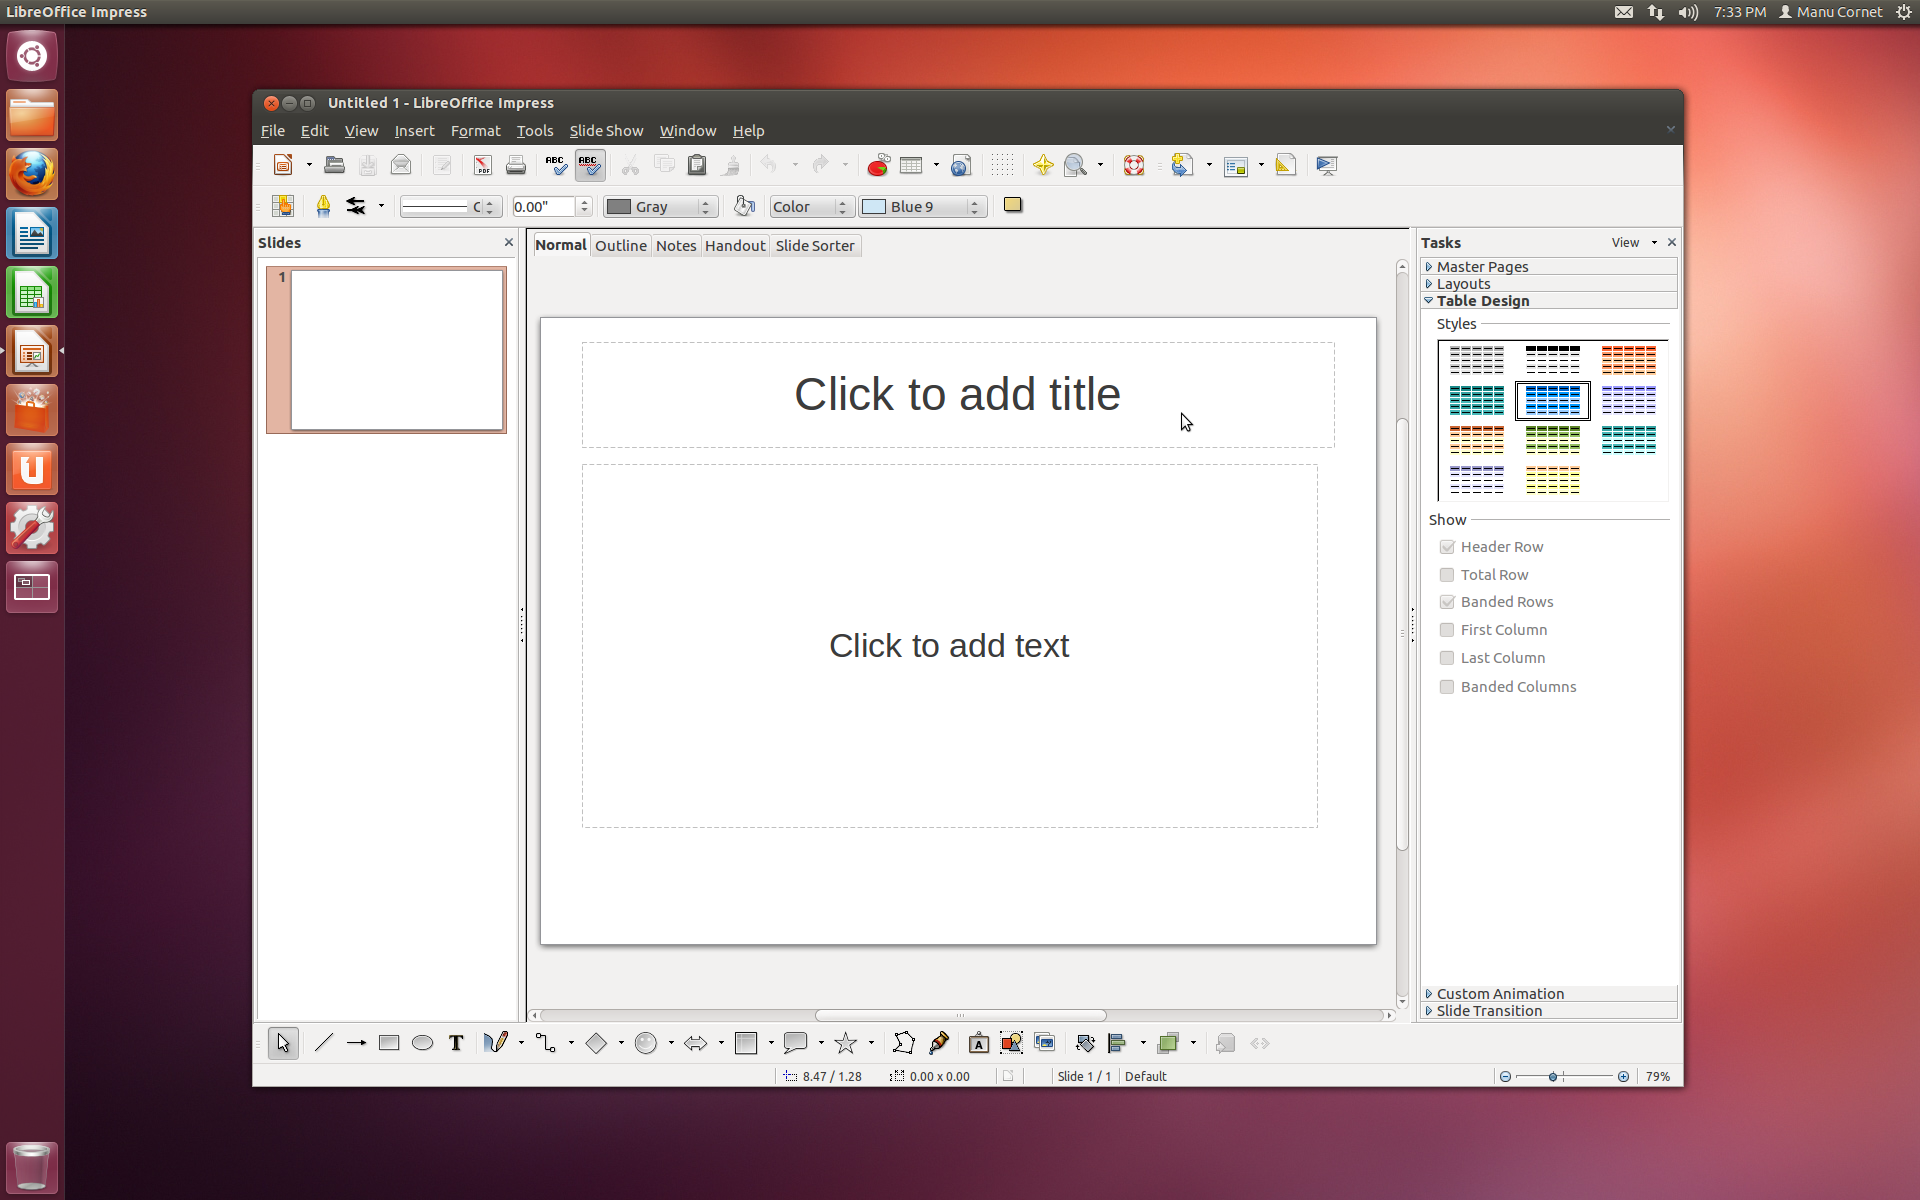 LibreOffice Impress
7:33 PM Manu Cornet
Untitled 1 - LibreOffice Impress
File Edit View Insert Format Tools Slide Show Window Help
PDF ABC ABC
0.00" Gray Color Blue 9
Slides
1
Normal Outline Notes Handout Slide Sorter
Click to add title
Click to add text
Tasks View
Master Pages
Layouts
Table Design
Styles
Show
Header Row
Total Row
Banded Rows
First Column
Last Column
Banded Columns
Custom Animation
Slide Transition
T A
8.47 / 1.28 0.00 x 0.00 Slide 1 / 1 Default 79%